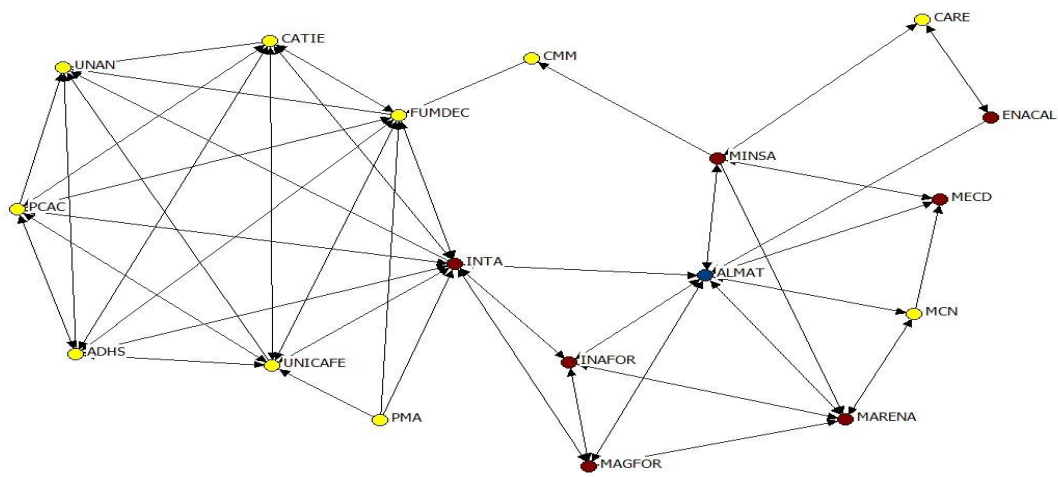 CARE
CATIE
CMM
UNAN
FUMDEC
ENACAL
MINSA
MECD
PCAC
INTA
ALMAT
MCN
ADHS
UNICAFE
INAFOR
PMA
MARENA
MAGFOR